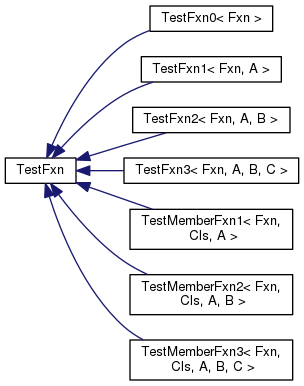 TestFxn0< Fxn >
TestFxn1< Fxn, A >
TestFxn2< Fxn, A, B >
TestFxn
TestFxn3< Fxn, A, B, C >
TestMemberFxn1< Fxn,
Cls, A >
TestMemberFxn2< Fxn,
Cls, A, B >
TestMemberFxn3< Fxn,
Cls, A, B, C >